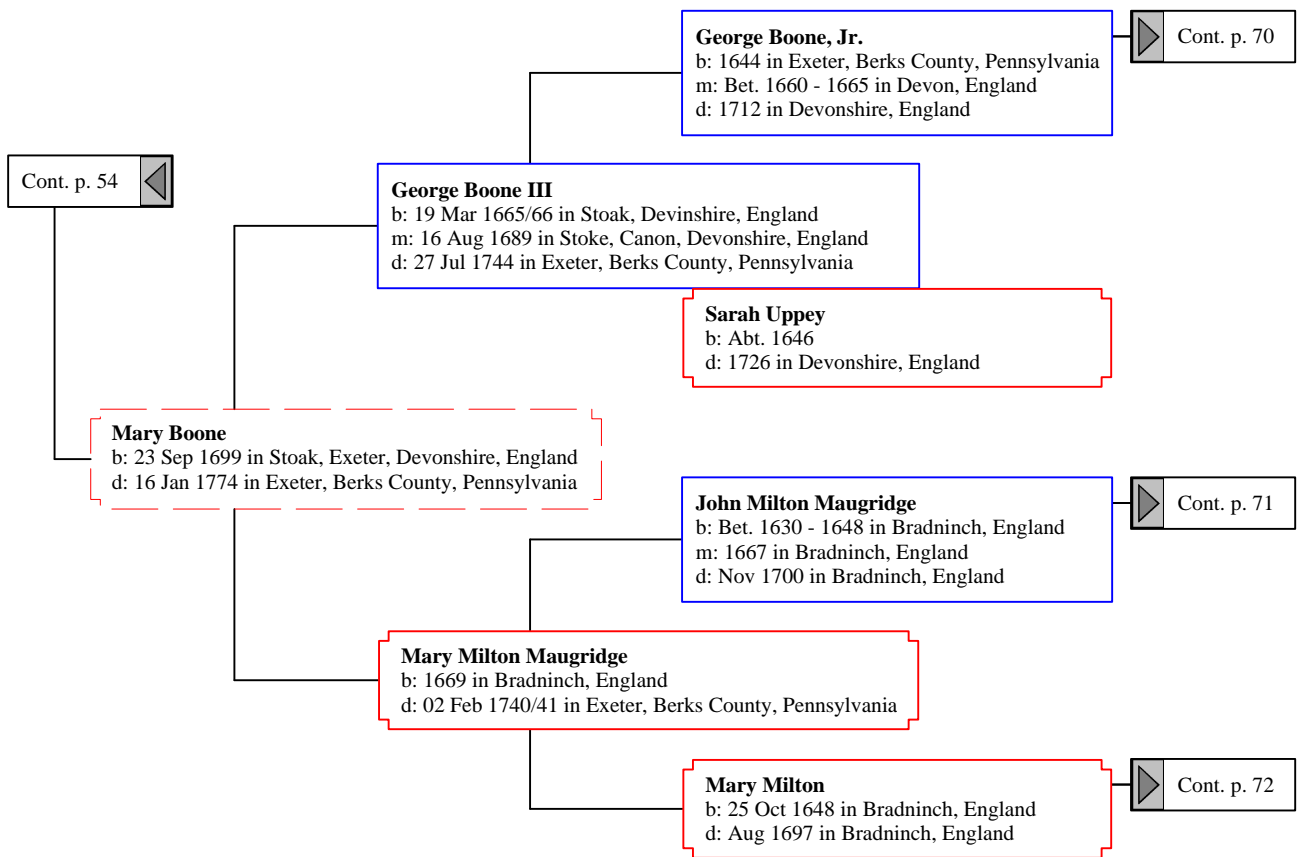 George Boone, Jr.
b: 1644 in Exeter, Berks County, Pennsylvania
m: Bet. 1660 - 1665 in Devon, England
d: 1712 in Devonshire, England
Cont. p. 70
Cont. p. 54
George Boone III
b: 19 Mar 1665/66 in Stoak, Devinshire, England
m: 16 Aug 1689 in Stoke, Canon, Devonshire, England
d: 27 Jul 1744 in Exeter, Berks County, Pennsylvania
Sarah Uppey
b: Abt. 1646
d: 1726 in Devonshire, England
Mary Boone
b: 23 Sep 1699 in Stoak, Exeter, Devonshire, England
d: 16 Jan 1774 in Exeter, Berks County, Pennsylvania
John Milton Maugridge
b: Bet. 1630 - 1648 in Bradninch, England
m: 1667 in Bradninch, England
d: Nov 1700 in Bradninch, England
Cont. p. 71
Mary Milton Maugridge
b: 1669 in Bradninch, England
d: 02 Feb 1740/41 in Exeter, Berks County, Pennsylvania
Mary Milton
b: 25 Oct 1648 in Bradninch, England
d: Aug 1697 in Bradninch, England
Cont. p. 72